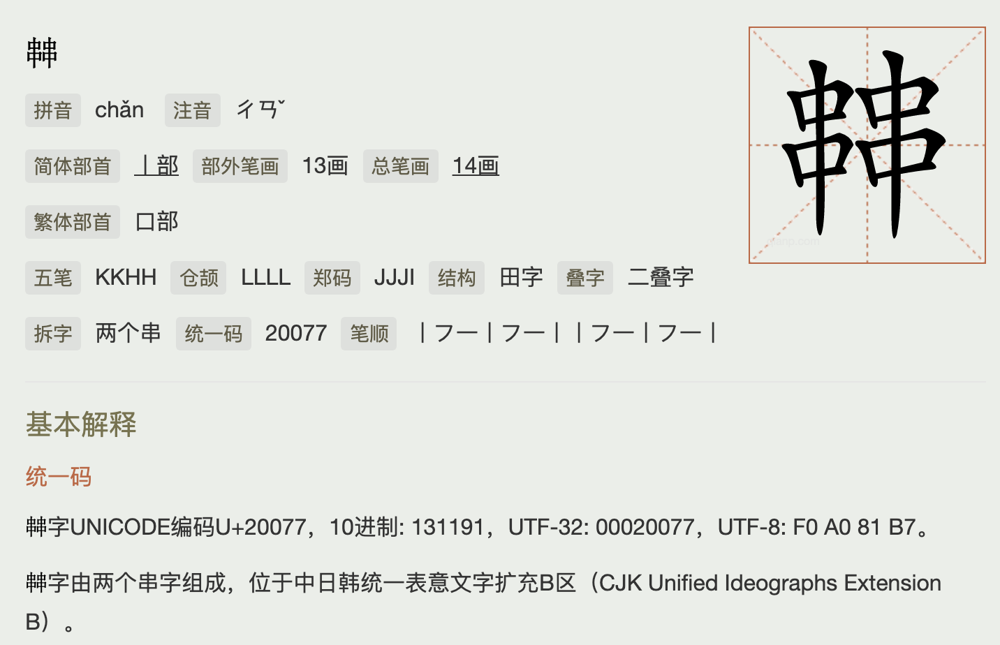 𠁷
拼音 chǎn 注音 ㄔㄢˇ
简体部首 丨部 部外笔画 13画 总笔画 14画
繁体部首 口部
五笔 KKHH 仓颉 LLLL 郑码 JJJI 结构 田字 叠字 二叠字
拆字 两个串 统一码 20077 笔顺 丨フ一丨フ一丨丨フ一丨フ一丨
𠁷
qianp.com
基本解释
统一码
𠁷字UNICODE编码U+20077，10进制: 131191，UTF-32: 00020077，UTF-8: F0 A0 81 B7。
𠁷字由两个串字组成，位于中日韩统一表意文字扩充B区（CJK Unified Ideographs Extension
B）。